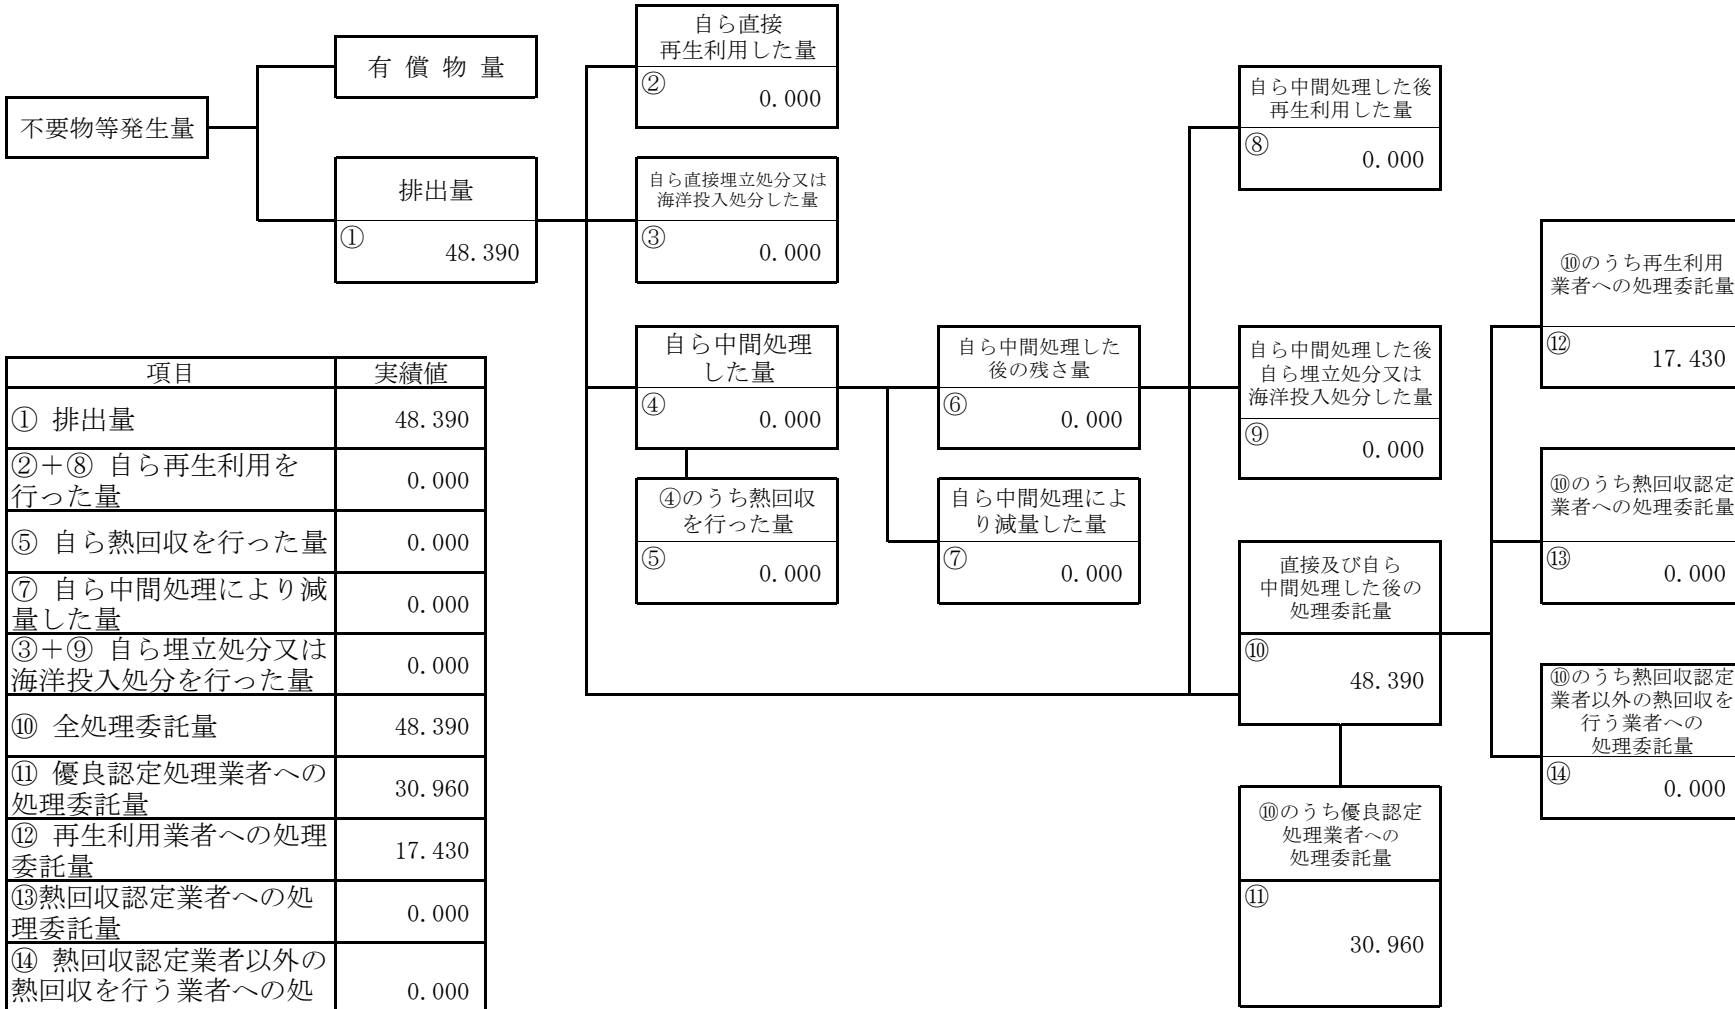 不要物等発生量
有 償 物 量
排出量
①
48.390
自ら直接
再生利用した量
②
0.000
自ら直接埋立処分又は
海洋投入処分した量
③
0.000
自ら中間処理
した量
④
0.000
④のうち熱回収
を行った量
⑤
0.000
自ら中間処理した
後の残さ量
⑥
0.000
自ら中間処理によ
り減量した量
⑦
0.000
自ら中間処理した後
再生利用した量
⑧
0.000
自ら中間処理した後
自ら埋立処分又は
海洋投入処分した量
⑨
0.000
直接及び自ら
中間処理した後の
処理委託量
⑩
48.390
⑩のうち優良認定
処理業者への
処理委託量
⑪
30.960
⑩のうち再生利用
業者への処理委託量
⑫
17.430
⑩のうち熱回収認定
業者への処理委託量
⑬
0.000
⑩のうち熱回収認定
業者以外の熱回収を
行う業者への
処理委託量
⑭
0.000
項目 実績値
① 排出量 48.390
②+⑧ 自ら再生利用を
行った量 0.000
⑤ 自ら熱回収を行った量 0.000
⑦ 自ら中間処理により減
量した量 0.000
③+⑨ 自ら埋立処分又は
海洋投入処分を行った量 0.000
⑩ 全処理委託量 48.390
⑪ 優良認定処理業者への
処理委託量 30.960
⑫ 再生利用業者への処理
委託量 17.430
⑬熱回収認定業者への処
理委託量 0.000
⑭ 熱回収認定業者以外の
熱回収を行う業者への処 0.000